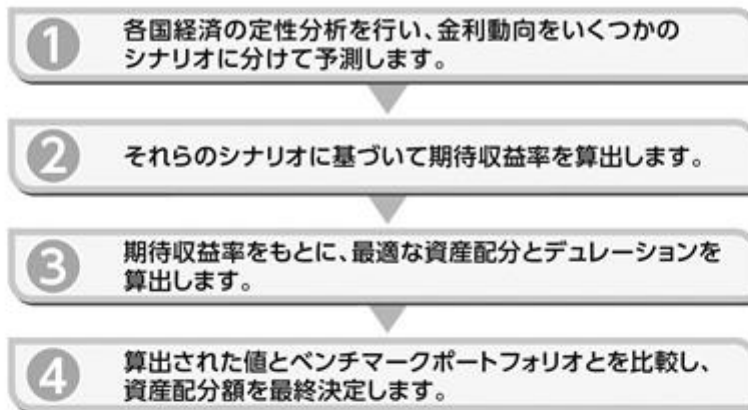 1
各国経済の定性分析を行い、金利動向をいくつかの
シナリオに分けて予測します。
2
それらのシナリオに基づいて期待収益率を算出します。
3
期待収益率をもとに、最適な資産配分とデュレーションを
算出します。
4
算出された値とベンチマークポートフォリオとを比較し、
資産配分額を最終決定します。